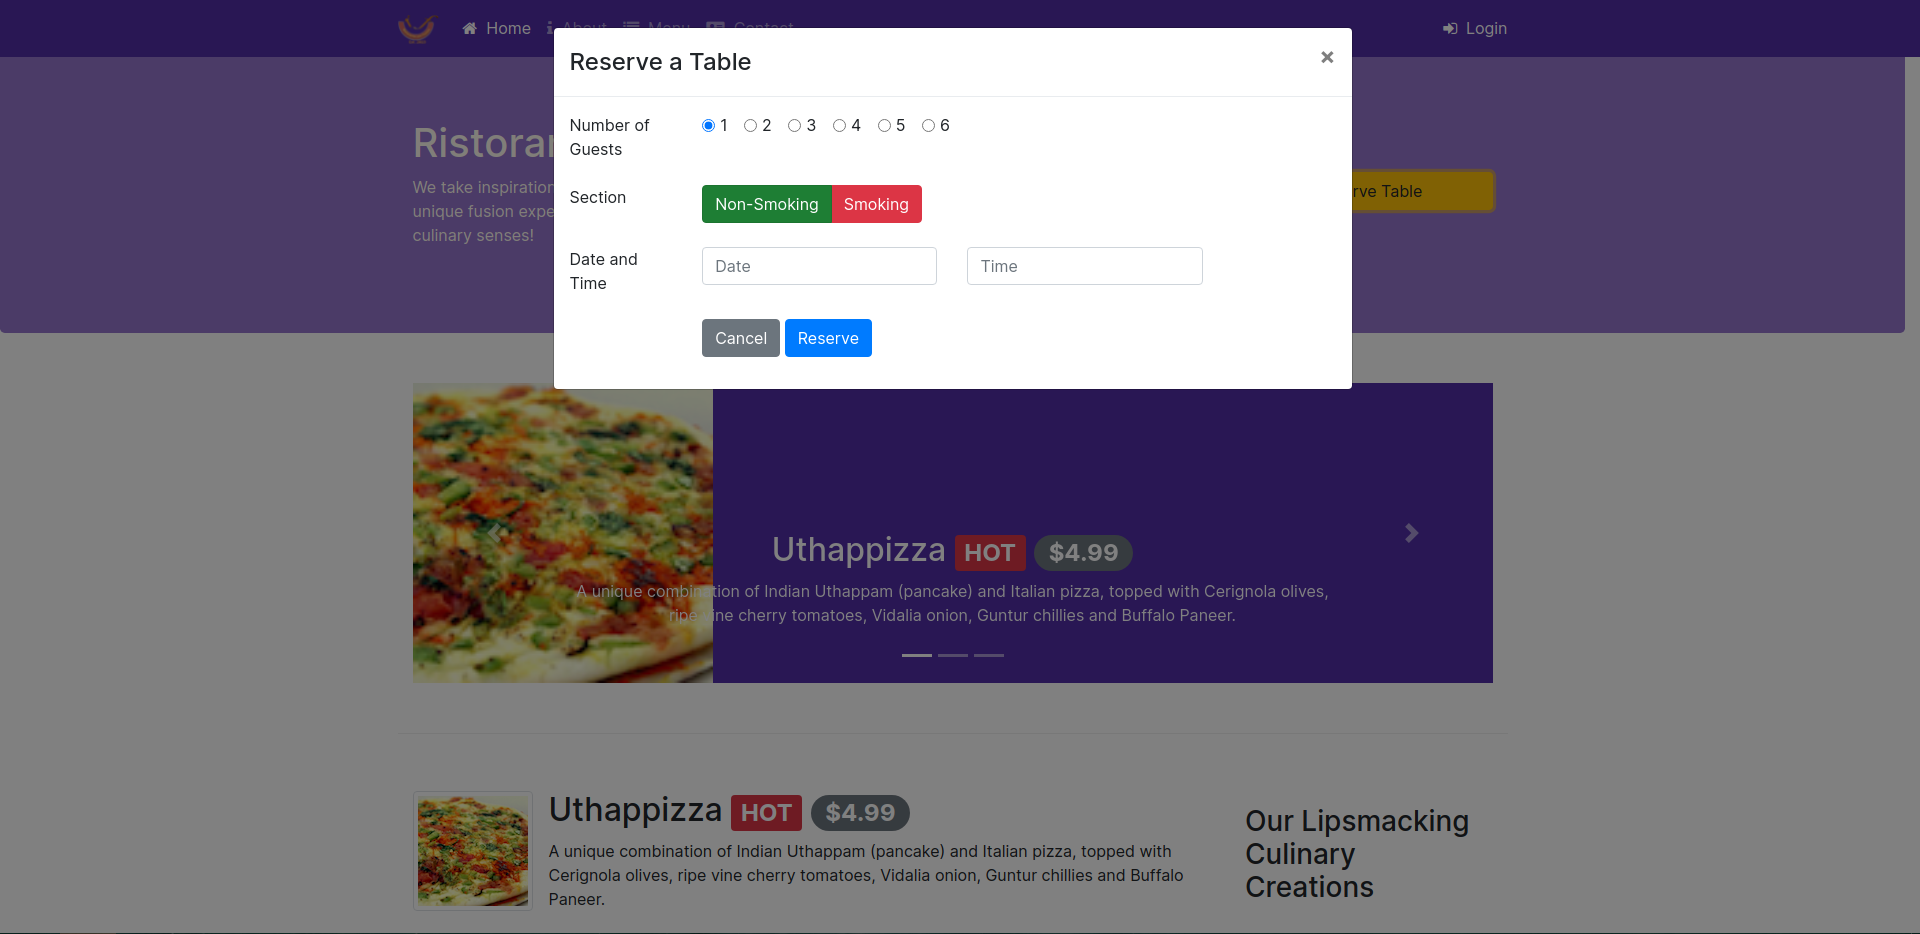 Home About Menu Contact Login
Reserve a Table ×
Number of
Guests
1 2 3 4 5 6
Section
Non-Smoking Smoking
Date and
Time
Date Time
Cancel Reserve
We take inspiration
unique fusion
culinary senses!
Table
Uthappizza HOT $4.99
A unique combination of Indian Uthappam (pancake) and Italian pizza, topped with Cerignola olives,
ripe vine cherry tomatoes, Vidalia onion, Guntur chillies and Buffalo Paneer.
Uthappizza HOT $4.99
A unique combination of Indian Uthappam (pancake) and Italian pizza, topped with
Cerignola olives, ripe vine cherry tomatoes, Vidalia onion, Guntur chillies and Buffalo
Paneer.
Our Lipsmacking
Culinary
Creations